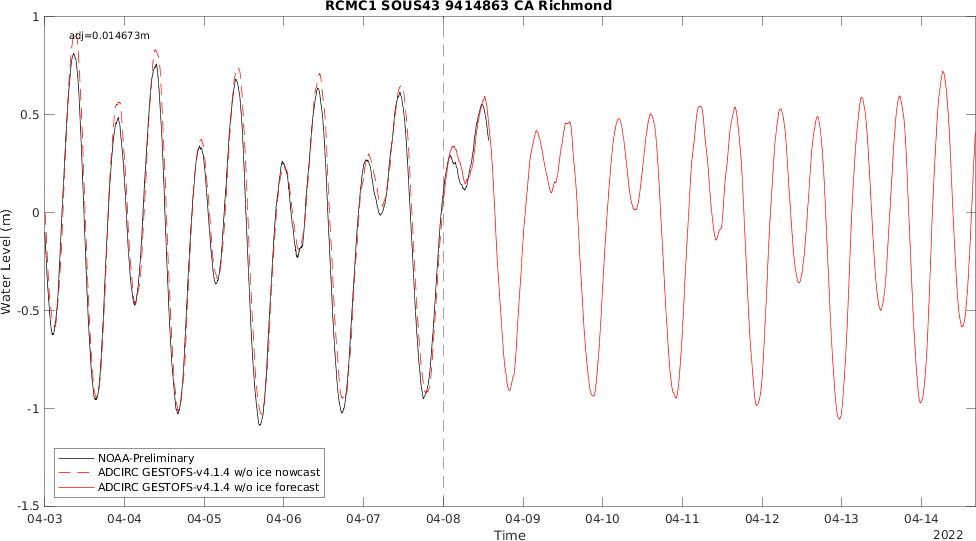 RCMC1 SOUS43 9414863 CA Richmond
adj=0.014673m
1
0.5
0
-0.5
-1
-1.5
Water Level (m)
NOAA-Preliminary
ADCIRC GESTOFS-v4.1.4 w/o ice nowcast
ADCIRC GESTOFS-v4.1.4 w/o ice forecast
04-03 04-04 04-05 04-06 04-07 04-08 04-09 04-10 04-11 04-12 04-13 04-14
Time
2022